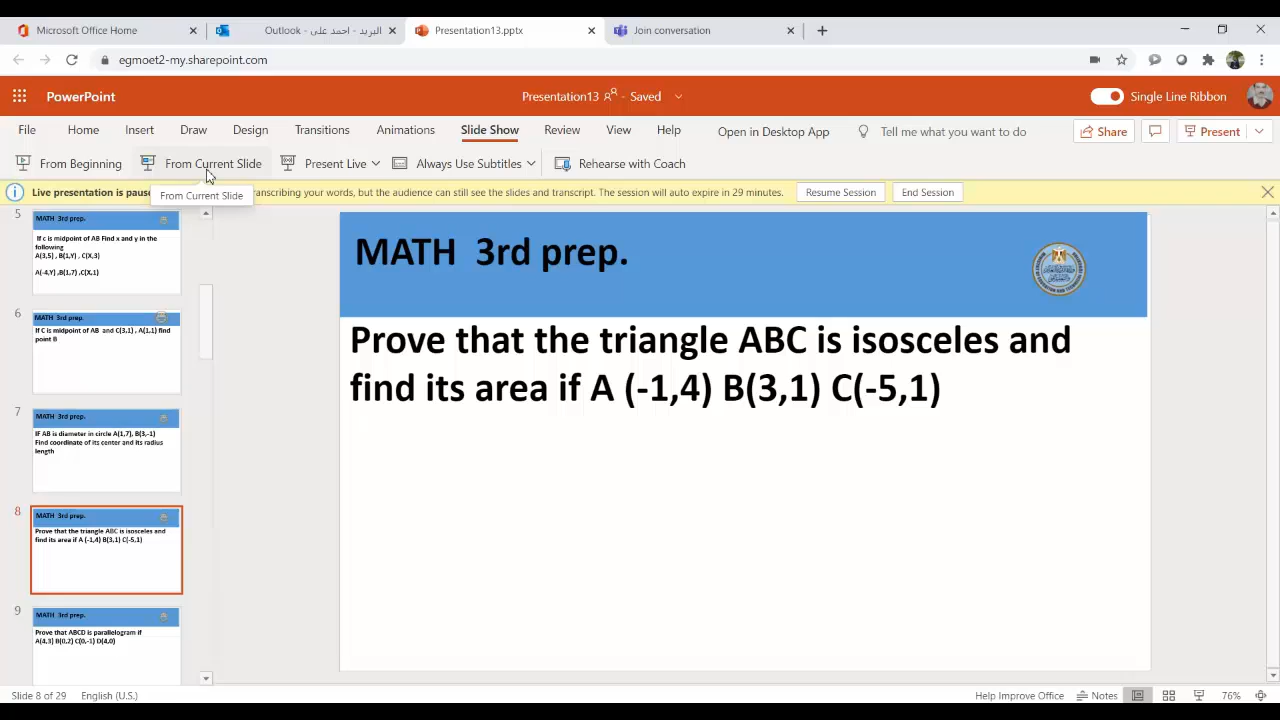 Microsoft Office Home
البريد - احمد على - Outlook
Presentation13.pptx
Join conversation
egmoet2-my.sharepoint.com
PowerPoint
Presentation13 - Saved
Single Line Ribbon
File Home Insert Draw Design Transitions Animations Slide Show Review View Help Open in Desktop App Tell me what you want to do Share Present
From Beginning From Current Slide Present Live Always Use Subtitles Rehearse with Coach
Live presentation is pause transcribing your words, but the audience can still see the slides and transcript. The session will auto expire in 29 minutes. Resume Session End Session
From Current Slide
5
MATH 3rd prep.
If c is midpoint of AB Find x and y in the
following
A(3,5) , B(1,Y) , C(X,3)
A(-4,Y) ,B(1,7) ,C(X,1)
6
MATH 3rd prep.
If C is midpoint of AB and C(3,1) , A(1,1) find
point B
7
MATH 3rd prep.
IF AB is diameter in circle A(1,7), B(3,-1)
Find coordinate of its center and its radius
length
8
MATH 3rd prep.
Prove that the triangle ABC is isosceles and
find its area if A (-1,4) B(3,1) C(-5,1)
9
MATH 3rd prep.
Prove that ABCD is parallelogram if
A(4,3) B(0,2) C(0,-1) D(4,0)
MATH 3rd prep.
Prove that the triangle ABC is isosceles and
find its area if A (-1,4) B(3,1) C(-5,1)
Slide 8 of 29 English (U.S.) Help Improve Office Notes 76%